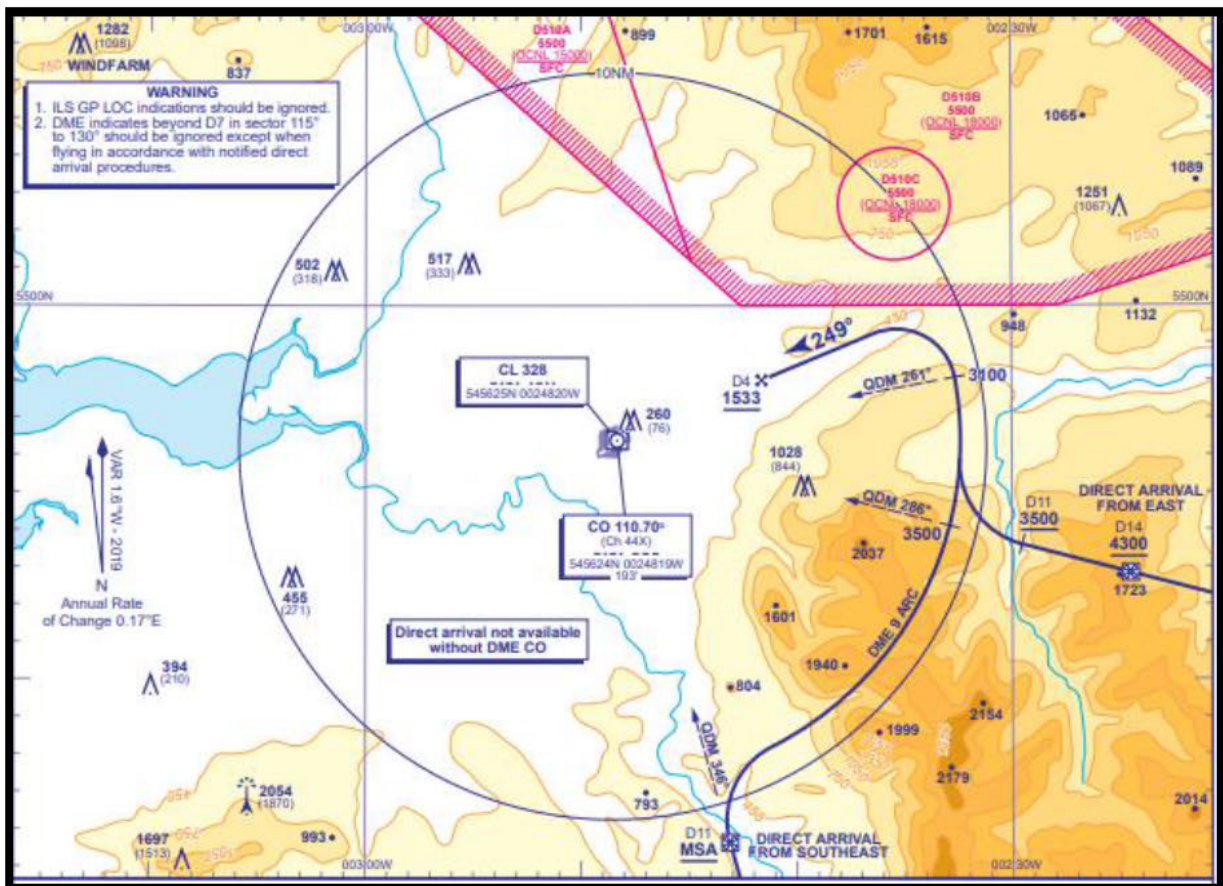 1282
(1098)
WINDFARM
837
003°00'W
899
1701
1615
002°30'W
D510A
5500
(OCNL 15000)
SFC
10NM
WARNING
1. ILS GP LOC indications should be ignored.
2. DME indicates beyond D7 in sector 115°
to 130° should be ignored except when
flying in accordance with notified direct
arrival procedures.
D510B
5500
(OCNL 18000)
SFC
1065
1089
D510C
5500
(OCNL 18000)
SFC
1251
(1067)
750
1050
502
(318)
517
(333)
5500N
5500N
948
1132
450
249°
D4
1533
QDM 261°
3100
CL 328
545625N 0024820W
260
(76)
1028
(844)
VAR 1.6°W - 2019
N
Annual Rate
of Change 0.17°E
QDM 286°
3500
2037
D11
3500
DIRECT ARRIVAL
FROM EAST
D14
4300
1723
CO 110.70
(Ch 44X)
545624N 0024819W
193'
455
(271)
1601
DME 9 ARC
Direct arrival not available
without DME CO
1940
394
(210)
804
2154
1999
QDM 346°
2179
2054
(1870)
793
2014
1697
(1513)
993
D11
MSA
DIRECT ARRIVAL
FROM SOUTHEAST
003°00'W
002°30'W